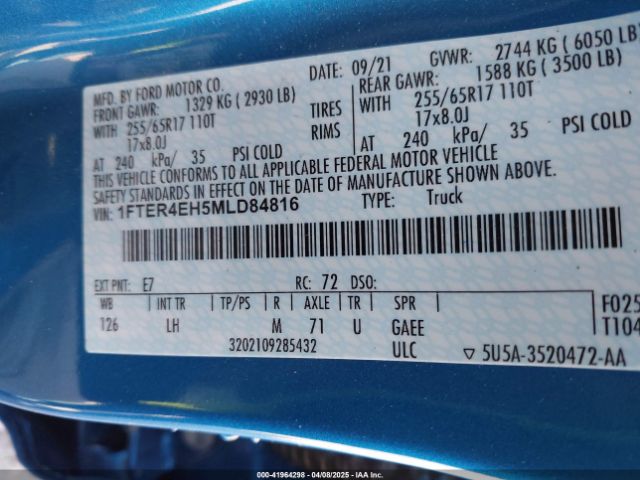 MFD. BY FORD MOTOR CO. DATE: 09/21 GVWR: 2744 KG ( 6050 LB
FRONT GAWR: 1329 KG ( 2930 LB) REAR GAWR: 1588 KG ( 3500 LB)
WITH 255/65R17 110T TIRES WITH 255/65R17 110T
17x8.0J RIMS 17x8.0J
AT 240 kPa/ 35 PSI COLD AT 240 kPa/ 35 PSI COLD
THIS VEHICLE CONFORMS TO ALL APPLICABLE FEDERAL MOTOR VEHICLE
SAFETY STANDARDS IN EFFECT ON THE DATE OF MANUFACTURE SHOWN ABOVE.
VIN: 1FTER4EH5MLD84816 TYPE: Truck
EXT PNT: E7 RC: 72 DSO:
WB INT TR TP/PS R AXLE TR SPR F025
126 LH M 71 U GAEE T104
3202109285432 ULC ▽ 5U5A-3520472-AA
000-41964298 - 04/08/2025 - IAAI.COM